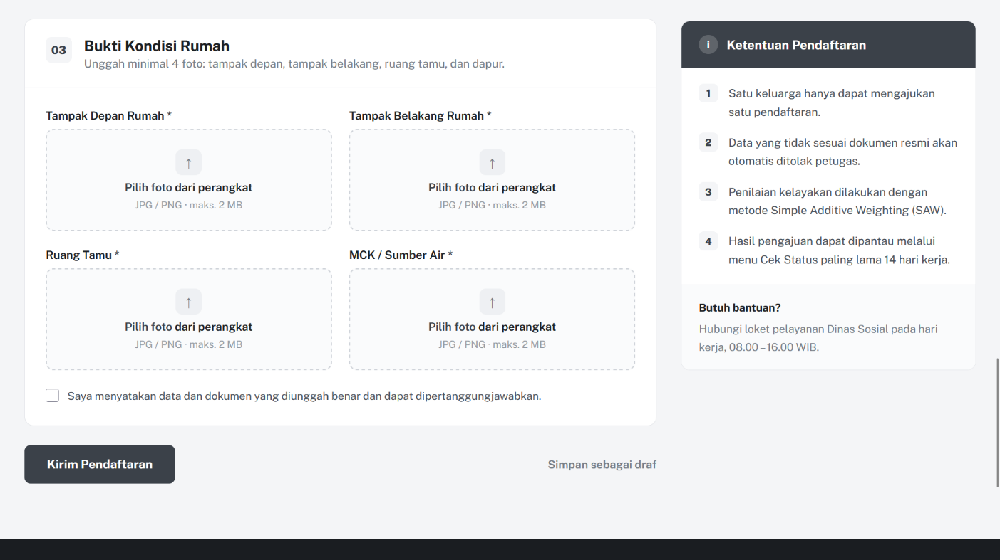 03
Bukti Kondisi Rumah
Unggah minimal 4 foto: tampak depan, tampak belakang, ruang tamu, dan dapur.
Tampak Depan Rumah *
↑
Pilih foto dari perangkat
JPG / PNG · maks. 2 MB
Tampak Belakang Rumah *
↑
Pilih foto dari perangkat
JPG / PNG · maks. 2 MB
Ruang Tamu *
↑
Pilih foto dari perangkat
JPG / PNG · maks. 2 MB
MCK / Sumber Air *
↑
Pilih foto dari perangkat
JPG / PNG · maks. 2 MB
Saya menyatakan data dan dokumen yang diunggah benar dan dapat dipertanggungjawabkan.
Kirim Pendaftaran
Simpan sebagai draf
i Ketentuan Pendaftaran
1 Satu keluarga hanya dapat mengajukan
satu pendaftaran.
2 Data yang tidak sesuai dokumen resmi akan
otomatis ditolak petugas.
3 Penilaian kelayakan dilakukan dengan
metode Simple Additive Weighting (SAW).
4 Hasil pengajuan dapat dipantau melalui
menu Cek Status paling lama 14 hari kerja.
Butuh bantuan?
Hubungi loket pelayanan Dinas Sosial pada hari
kerja, 08.00–16.00 WIB.